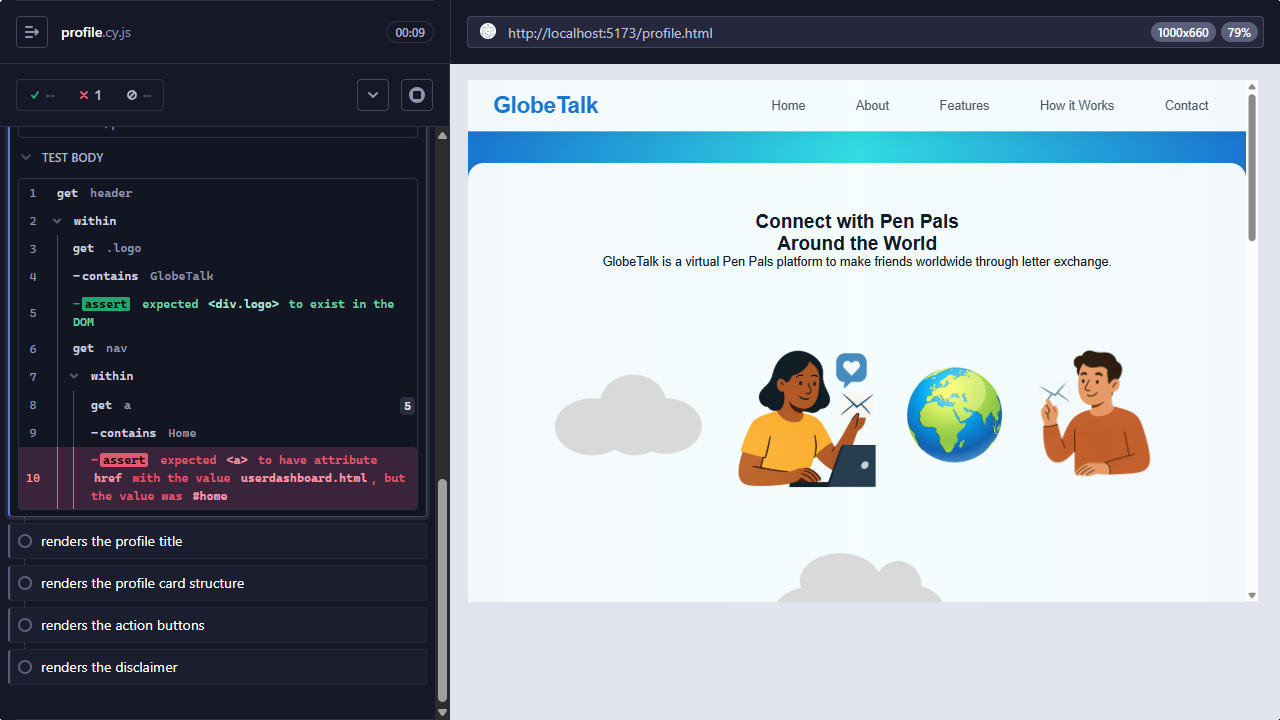 profile.cy.js
00:09
--
1
--
TEST BODY
1 get header
2 within
3 get .logo
4 -contains GlobeTalk
5 -assert expected <div.logo> to exist in the
DOM
6 get nav
7 within
8 get a 5
9 -contains Home
-assert expected <a> to have attribute
10 href with the value userdashboard.html, but
the value was #home
renders the profile title
renders the profile card structure
renders the action buttons
renders the disclaimer
http://localhost:5173/profile.html
1000x660
79%
GlobeTalk
Home
About
Features
How it Works
Contact
Connect with Pen Pals
Around the World
GlobeTalk is a virtual Pen Pals platform to make friends worldwide through letter exchange.